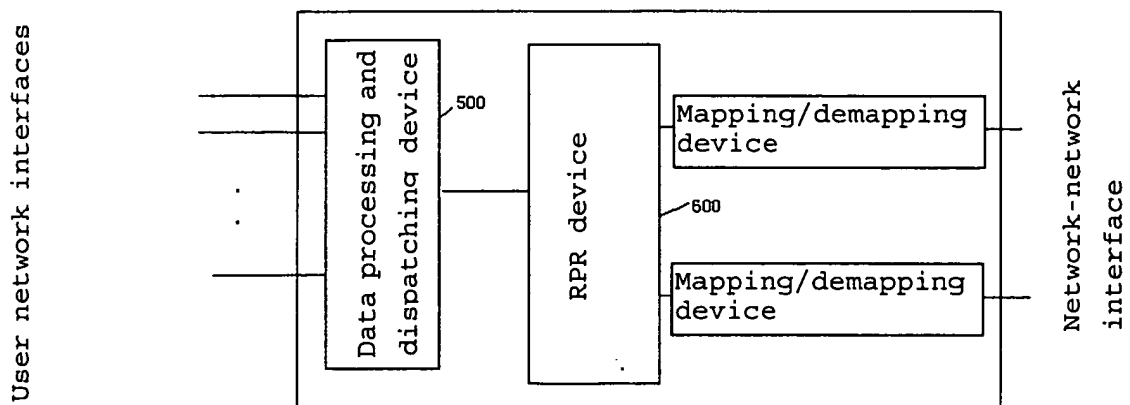 User network interfaces
Data processing and
dispatching device
500
RPR device
600
Mapping/demapping
device
Mapping/demapping
device
Network-network
interface